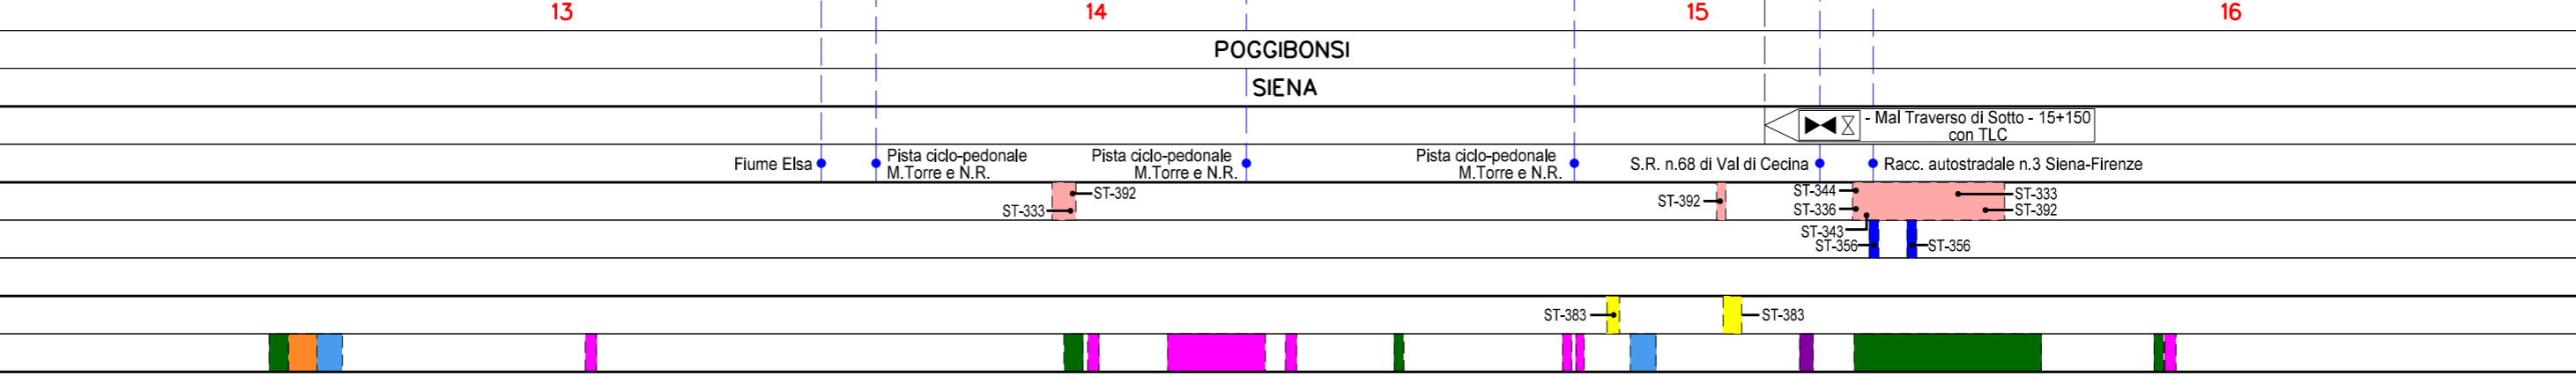 13 14 15 16
POGGIBONSI
SIENA
- Mal Traverso di Sotto - 15+150
con TLC
Fiume Elsa
Pista ciclo-pedonale
M.Torre e N.R.
Pista ciclo-pedonale
M.Torre e N.R.
Pista ciclo-pedonale
M.Torre e N.R.
S.R. n.68 di Val di Cecina
Racc. autostradale n.3 Siena-Firenze
ST-392
ST-333
ST-392
ST-344
ST-336
ST-333
ST-392
ST-343
ST-356
ST-356
ST-383
ST-383